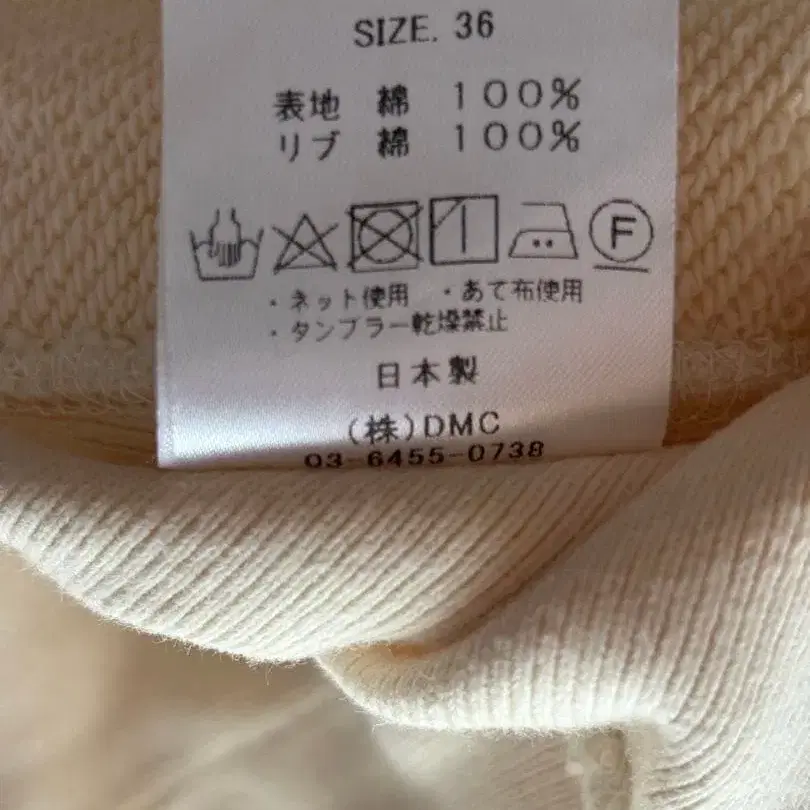 SIZE. 36
表地 綿 100%
リブ 綿 100%
F
・ネット使用 ・あて布使用
・タンブラー乾燥禁止
日本製
(株)DMC
03-6455-0738